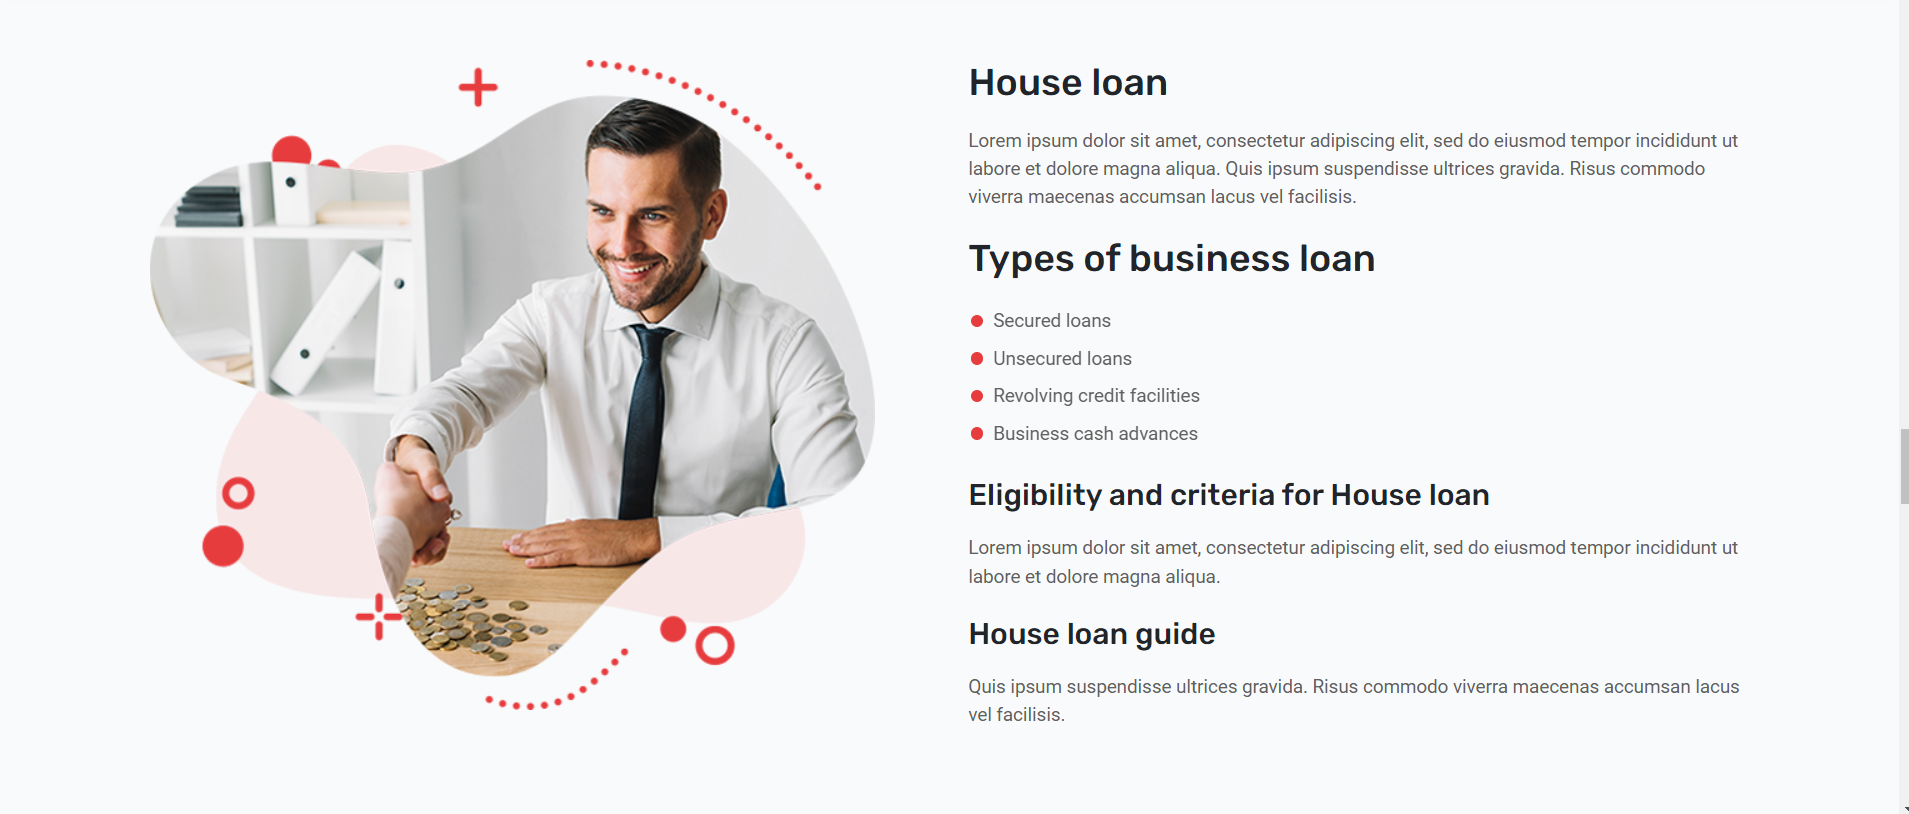 House loan
Lorem ipsum dolor sit amet, consectetur adipiscing elit, sed do eiusmod tempor incididunt ut
labore et dolore magna aliqua. Quis ipsum suspendisse ultrices gravida. Risus commodo
viverra maecenas accumsan lacus vel facilisis.
Types of business loan
Secured loans
Unsecured loans
Revolving credit facilities
Business cash advances
Eligibility and criteria for House loan
Lorem ipsum dolor sit amet, consectetur adipiscing elit, sed do eiusmod tempor incididunt ut
labore et dolore magna aliqua.
House loan guide
Quis ipsum suspendisse ultrices gravida. Risus commodo viverra maecenas accumsan lacus
vel facilisis.